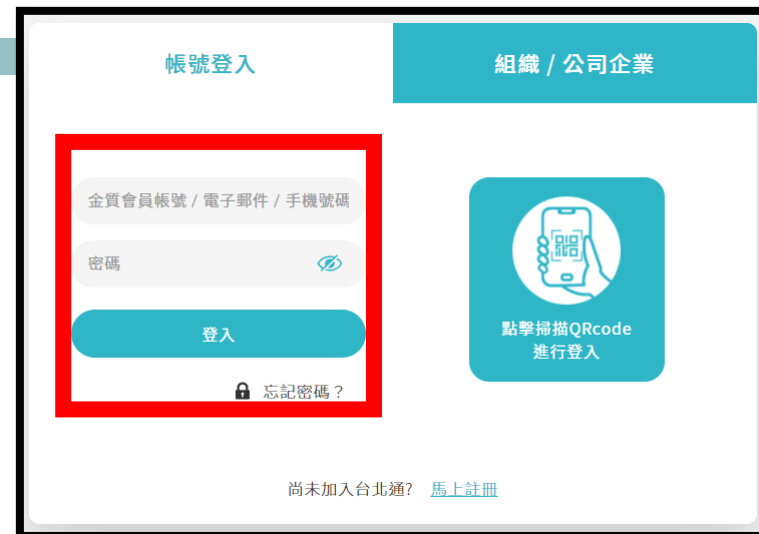 帳號登入
組織 / 公司企業
金質會員帳號 / 電子郵件 / 手機號碼
密碼
登入
忘記密碼？
點擊掃描QRcode
進行登入
尚未加入台北通? 馬上註冊